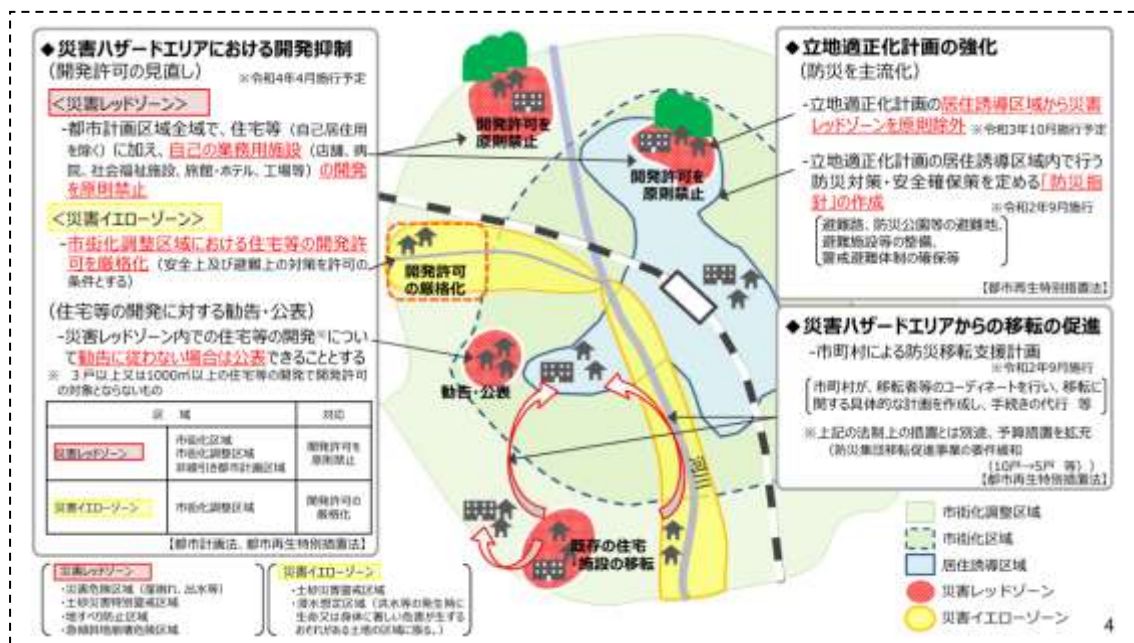 ◆災害ハザードエリアにおける開発抑制
（開発許可の見直し）
※令和4年4月施行予定
＜災害レッドゾーン＞
-都市計画区域全域で、住宅等（自己居住用
を除く）に加え、自己の業務用施設（店舗、病
院、社会福祉施設、旅館・ホテル、工場等）の開発
を原則禁止
＜災害イエローゾーン＞
-市街化調整区域における住宅等の開発許
可を厳格化（安全上及び避難上の対策を許可の
条件とする）
（住宅等の開発に対する勧告・公表）
-災害レッドゾーン内での住宅等の開発※につい
て勧告に従わない場合は公表できることとする
※ 3戸以上又は1000㎡以上の住宅等の開発で開発許可
の対象とならないもの
区 域
対応
災害レッドゾーン
市街化区域
市街化調整区域
非線引き都市計画区域
開発許可を
原則禁止
災害イエローゾーン
市街化調整区域
開発許可の
厳格化
【都市計画法、都市再生特別措置法】
災害レッドゾーン
・災害危険区域（崖崩れ、出水等）
・土砂災害特別警戒区域
・地すべり防止区域
・急傾斜地崩壊危険区域
災害イエローゾーン
・土砂災害警戒区域
・浸水想定区域（洪水等の発生時に
生命又は身体に著しい危害が生ずる
おそれがある土地の区域に限る。）
開発許可を
原則禁止
開発許可を
原則禁止
開発許可
の厳格化
勧告・公表
河川
既存の住宅
・施設の移転
◆立地適正化計画の強化
（防災を主流化）
-立地適正化計画の居住誘導区域から災害
レッドゾーンを原則除外 ※令和3年10月施行予定
-立地適正化計画の居住誘導区域内で行う
防災対策・安全確保策を定める「防災指
針」の作成
※令和2年9月施行
避難路、防災公園等の避難地、
避難施設等の整備、
警戒避難体制の確保等
【都市再生特別措置法】
◆災害ハザードエリアからの移転の促進
-市町村による防災移転支援計画
※令和2年9月施行
市町村が、移転者等のコーディネートを行い、移転に
関する具体的な計画を作成し、手続きの代行 等
※上記の法制上の措置とは別途、予算措置を拡充
（防災集団移転促進事業の要件緩和
（10戸→5戸 等））
【都市再生特別措置法】
市街化調整区域
市街化区域
居住誘導区域
災害レッドゾーン
災害イエローゾーン
4